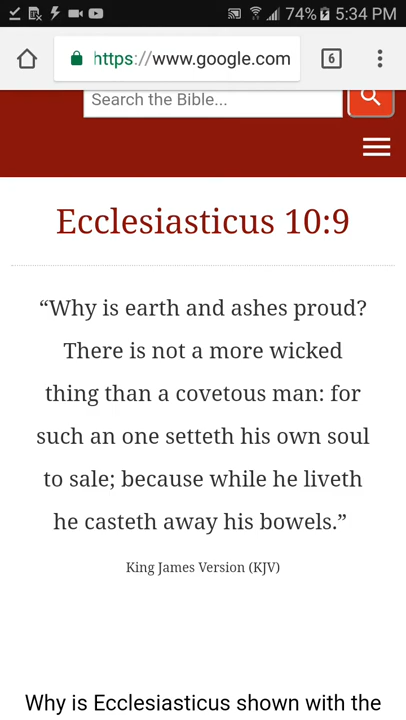 74% 5:34 PM
https://www.google.com 6
Search the Bible...
Ecclesiasticus 10:9
“Why is earth and ashes proud?
There is not a more wicked
thing than a covetous man: for
such an one setteth his own soul
to sale; because while he liveth
he casteth away his bowels.”
King James Version (KJV)
Why is Ecclesiasticus shown with the